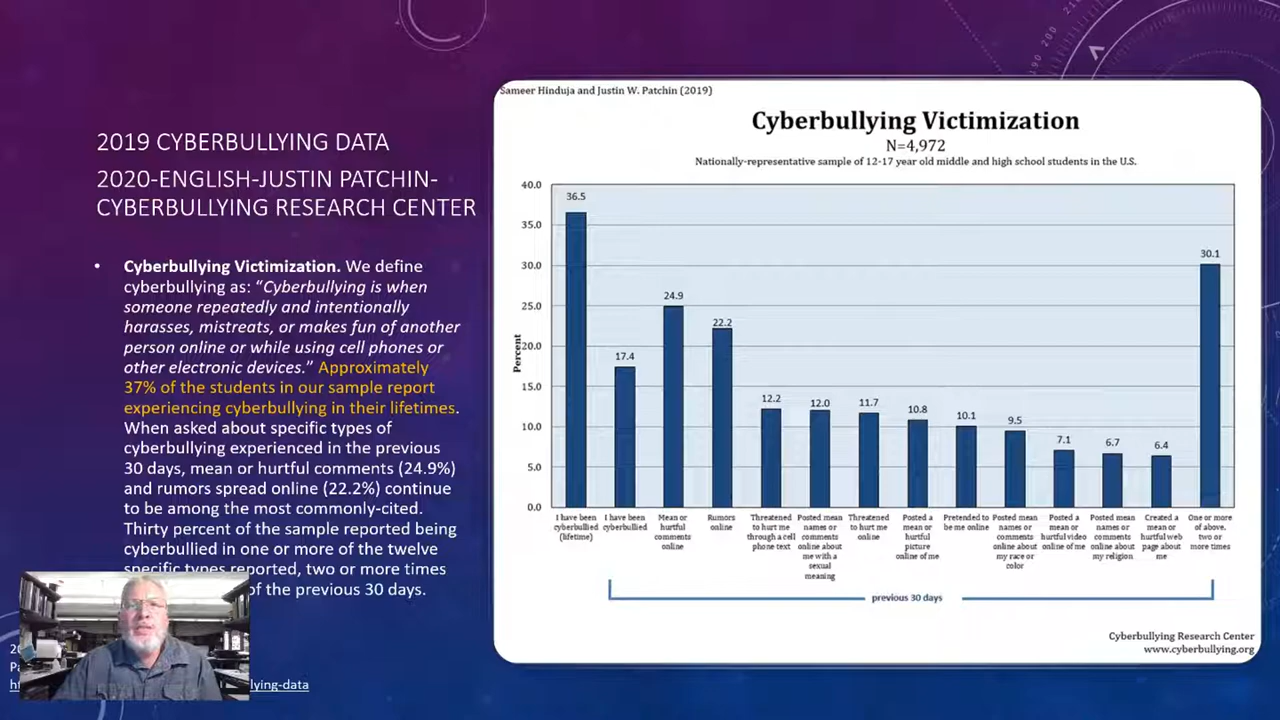 2019 CYBERBULLYING DATA
2020-ENGLISH-JUSTIN PATCHIN-
CYBERBULLYING RESEARCH CENTER
• Cyberbullying Victimization. We define
cyberbullying as: “Cyberbullying is when
someone repeatedly and intentionally
harasses, mistreats, or makes fun of another
person online or while using cell phones or
other electronic devices.” Approximately
37% of the students in our sample report
experiencing cyberbullying in their lifetimes.
When asked about specific types of
cyberbullying experienced in the previous
30 days, mean or hurtful comments (24.9%)
and rumors spread online (22.2%) continue
to be among the most commonly-cited.
Thirty percent of the sample reported being
cyberbullied in one or more of the twelve
specific types reported, two or more times
of the previous 30 days.
lying-data
Sameer Hinduja and Justin W. Patchin (2019)
Cyberbullying Victimization
N=4,972
Nationally-representative sample of 12-17 year old middle and high school students in the U.S.
Percent
40.0
35.0
30.0
25.0
20.0
15.0
10.0
5.0
0.0
36.5
17.4
24.9
22.2
12.2
12.0
11.7
10.8
10.1
9.5
7.1
6.7
6.4
30.1
I have been
cyberbullied
(lifetime)
I have been
cyberbullied
Mean or
hurtful
comments
online
Rumors
online
Threatened
to hurt me
through a cell
phone text
Posted mean
names or
comments
online about
me with a
sexual
meaning
Threatened
to hurt me
online
Posted a
mean or
hurtful
picture
online of me
Pretended to
be me online
Posted mean
names or
comments
online about
my race or
color
Posted a
mean or
hurtful video
online of me
Posted mean
names or
comments
online about
my religion
Created a
mean or
hurtful web
page about
me
One or more
of above,
two or
more times
previous 30 days
Cyberbullying Research Center
www.cyberbullying.org